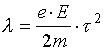 λ = e · E / 2m · τ²